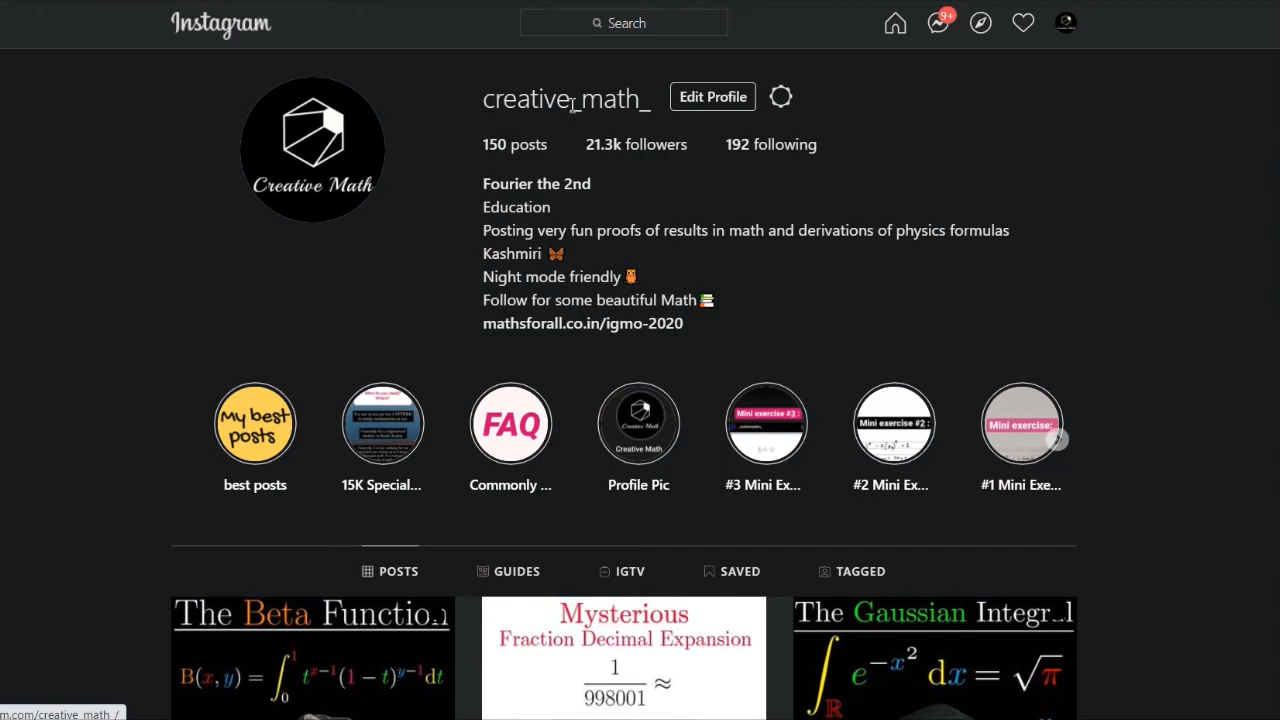 Instagram
Search
9+
creative_math_
Edit Profile
150 posts 21.3k followers 192 following
Fourier the 2nd
Education
Posting very fun proofs of results in math and derivations of physics formulas
Kashmiri 🦋
Night mode friendly 🦉
Follow for some beautiful Math 📚
mathsforall.co.in/igmo-2020
Creative Math
My best posts
FAQ
Creative Math
Mini exercise #3 :
Mini exercise #2 :
Mini exercise:
best posts
15K Special...
Commonly ...
Profile Pic
#3 Mini Ex...
#2 Mini Ex...
#1 Mini Exe...
POSTS GUIDES IGTV SAVED TAGGED
The Beta Function
B(x, y) = ∫₀¹ t^{x−1}(1 − t)^{y−1}dt
Mysterious
Fraction Decimal Expansion
1/998001 ≈
The Gaussian Integral
∫_ℝ e^{−x²} dx = √π
m.com/creative_math_/